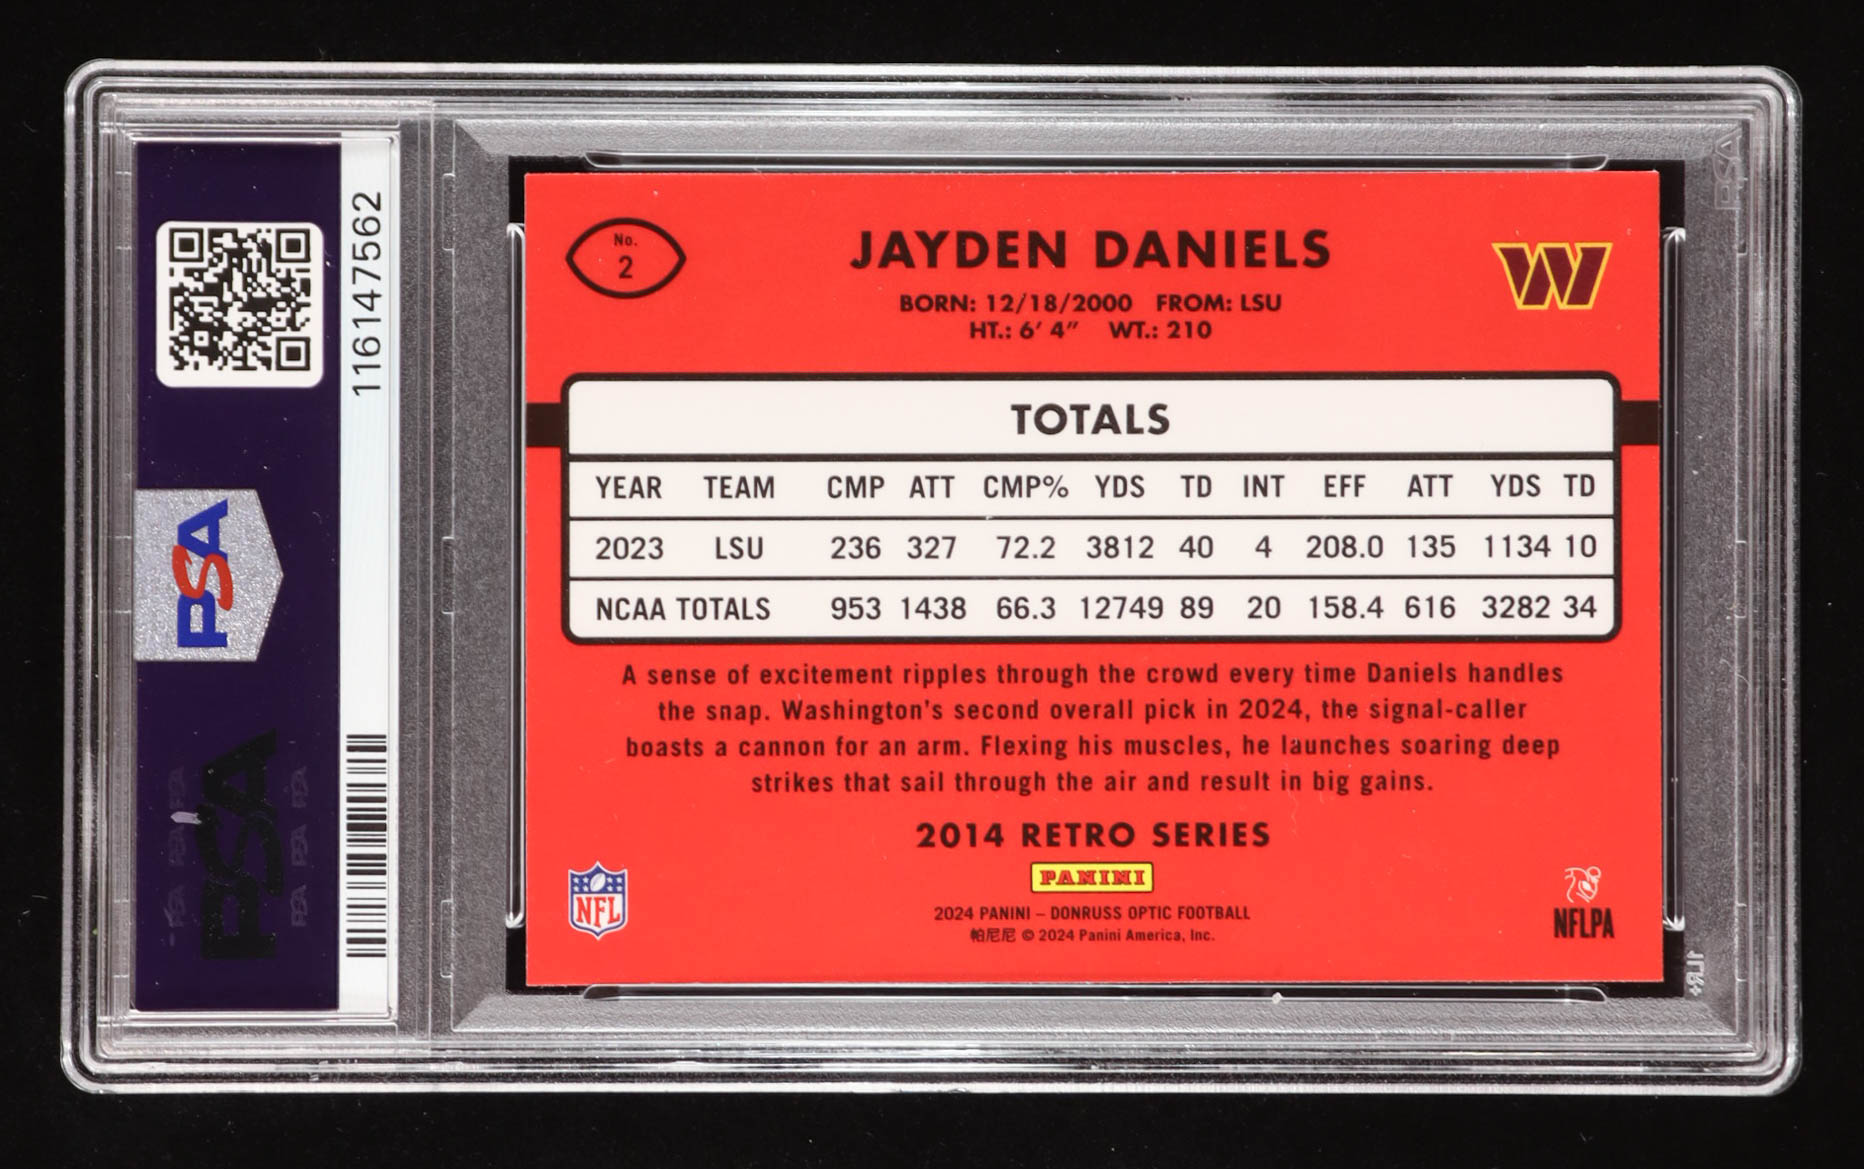 116147562
PSA
PSA
No.
2
JAYDEN DANIELS
BORN: 12/18/2000 FROM: LSU
HT.: 6' 4" WT.: 210
W
TOTALS
YEAR TEAM CMP ATT CMP% YDS TD INT EFF ATT YDS TD
2023 LSU 236 327 72.2 3812 40 4 208.0 135 1134 10
NCAA TOTALS 953 1438 66.3 12749 89 20 158.4 616 3282 34
A sense of excitement ripples through the crowd every time Daniels handles
the snap. Washington's second overall pick in 2024, the signal-caller
boasts a cannon for an arm. Flexing his muscles, he launches soaring deep
strikes that sail through the air and result in big gains.
2014 RETRO SERIES
PANINI
2024 PANINI – DONRUSS OPTIC FOOTBALL
帕尼尼 © 2024 Panini America, Inc.
NFL
NFLPA
PSA
1LR+